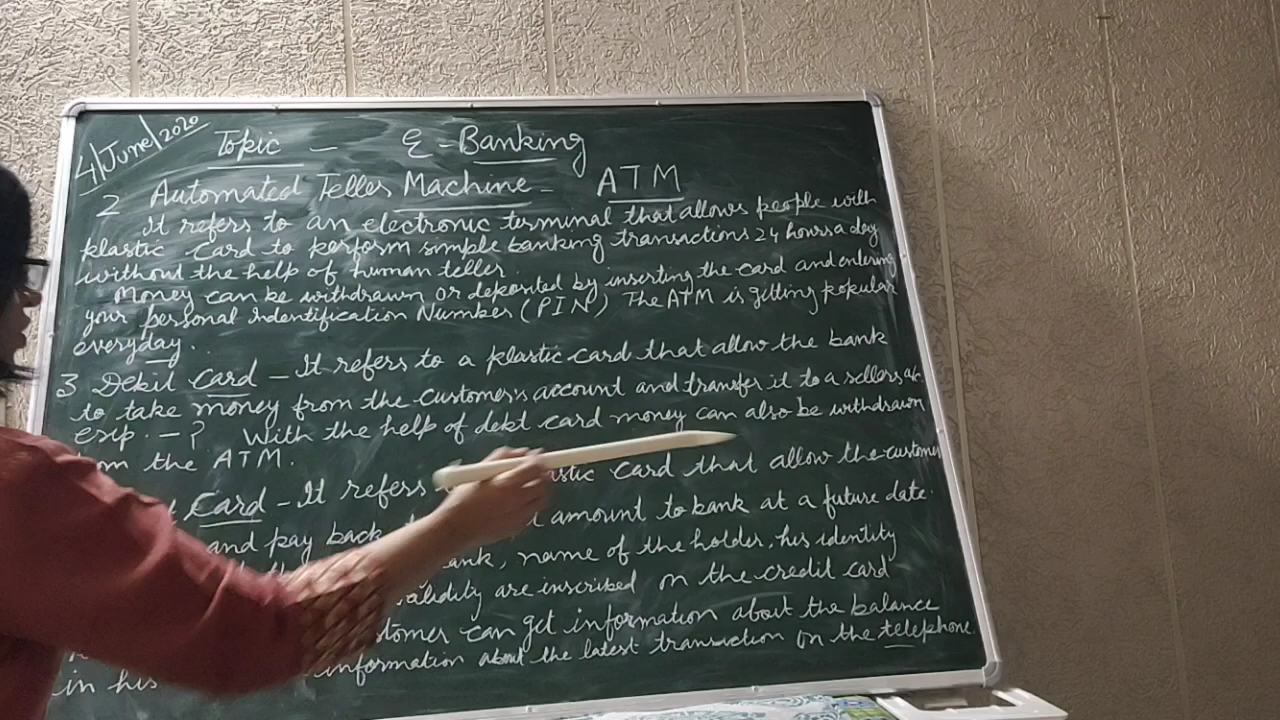 4/June/2020
Topic - E-Banking
2 Automated Teller Machine - ATM
It refers to an electronic terminal that allows people with
plastic card to perform simple banking transactions 24 hours a day
without the help of human teller.
Money can be withdrawn or deposited by inserting the card and entering
your personal Indentification Number (PIN) The ATM is getting popular
everyday.
3 Debit Card - It refers to a plastic card that allow the bank
to take money from the customer's account and transfer it to a sellers a/c
With the help of debt card money can also be withdrawn
the ATM.
Card - It refers card that allow the customer
and pay back amount to bank at a future date.
name of the holder, his identity
are inscribed on the credit card
can get information about the balance
in his information about the latest transaction on the telephone.